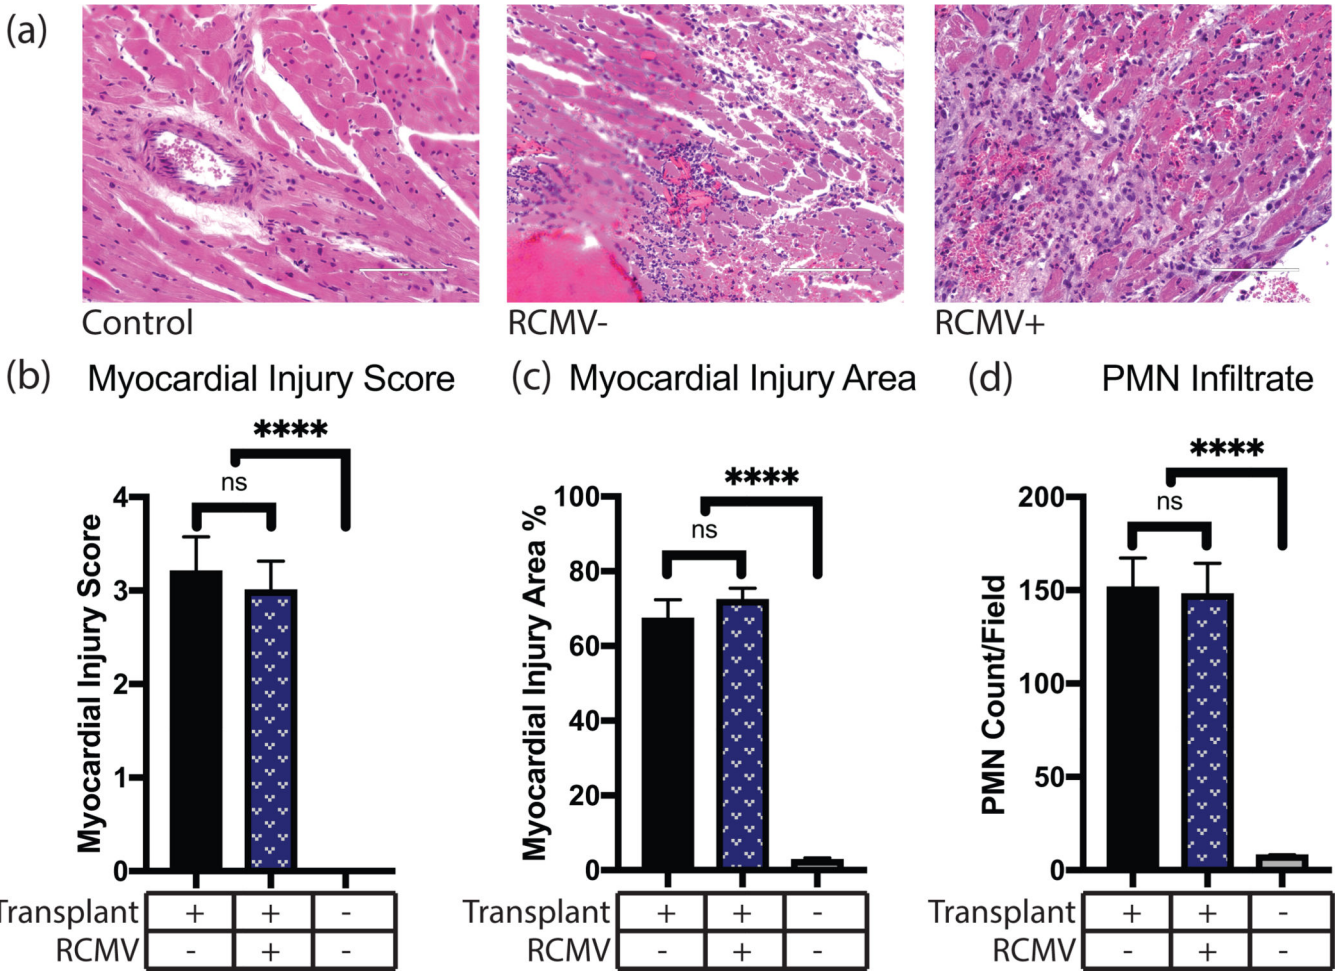 (a)
Control RCMV- RCMV+
(b) Myocardial Injury Score
****
ns
Myocardial Injury Score
4
3
2
1
0
Transplant + + -
RCMV - + -
(c) Myocardial Injury Area
****
ns
Myocardial Injury Area %
100
80
60
40
20
0
Transplant + + -
RCMV - + -
(d) PMN Infiltrate
****
ns
PMN Count/Field
200
150
100
50
0
Transplant + + -
RCMV - + -